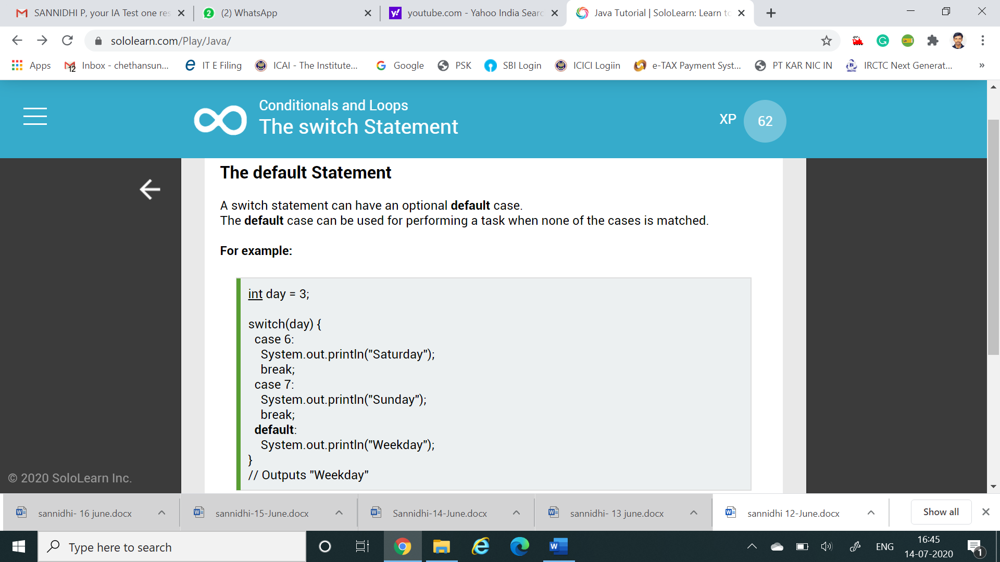 SANNIDHI P, your IA Test one res
2 (2) WhatsApp
y! youtube.com - Yahoo India Searc
Java Tutorial | SoloLearn: Learn to
sololearn.com/Play/Java/
Apps
12 Inbox - chethansun...
IT E Filing
ICAI - The Institute...
Google
PSK
SBI Login
ICICI Logiin
e-TAX Payment Syst...
PT KAR NIC IN
IRCTC Next Generat...
»
Conditionals and Loops
The switch Statement
XP 62
The default Statement
A switch statement can have an optional default case.
The default case can be used for performing a task when none of the cases is matched.
For example:
int day = 3;
switch(day) {
case 6:
System.out.println("Saturday");
break;
case 7:
System.out.println("Sunday");
break;
default:
System.out.println("Weekday");
}
// Outputs "Weekday"
© 2020 SoloLearn Inc.
sannidhi- 16 june.docx
sannidhi-15-June.docx
Sannidhi-14-June.docx
sannidhi- 13 june.docx
sannidhi 12-June.docx
Show all
Type here to search
ENG
16:45
14-07-2020
1